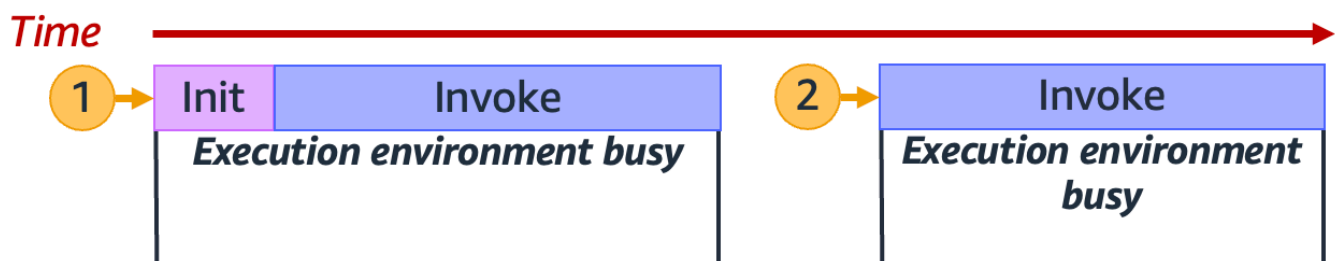 Time
1
Init
Invoke
2
Invoke
Execution environment busy
Execution environment
busy